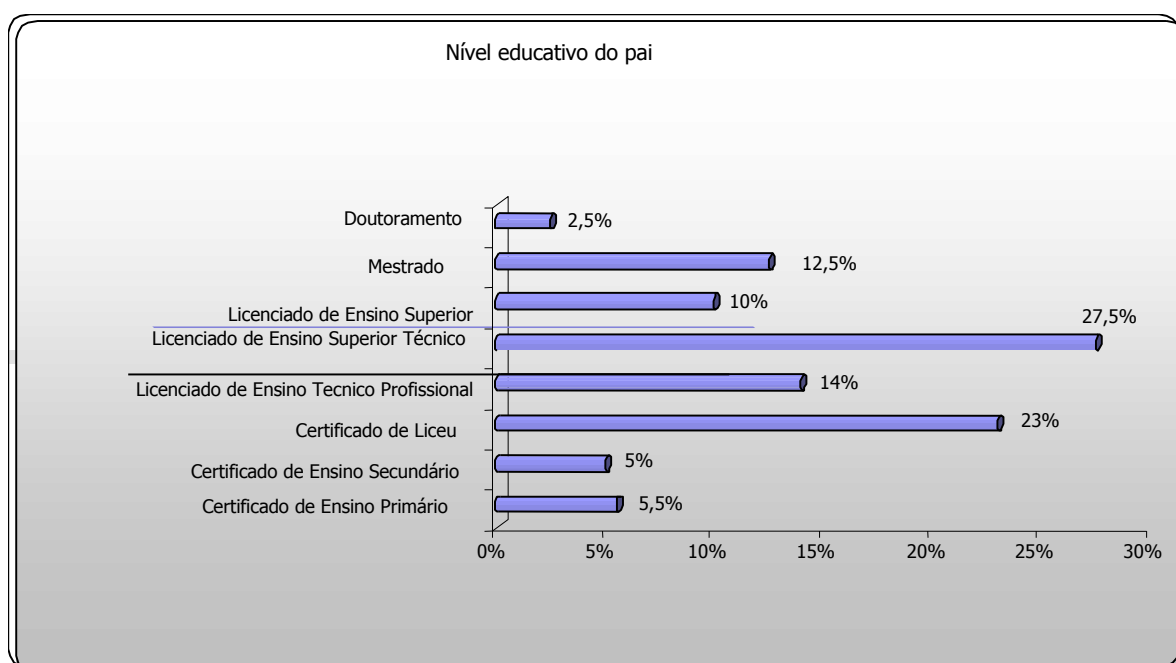 Nível educativo do pai
Doutoramento
2,5%
Mestrado
12,5%
Licenciado de Ensino Superior
10%
Licenciado de Ensino Superior Técnico
27,5%
Licenciado de Ensino Tecnico Profissional
14%
Certificado de Liceu
23%
Certificado de Ensino Secundário
5%
Certificado de Ensino Primário
5,5%
0% 5% 10% 15% 20% 25% 30%